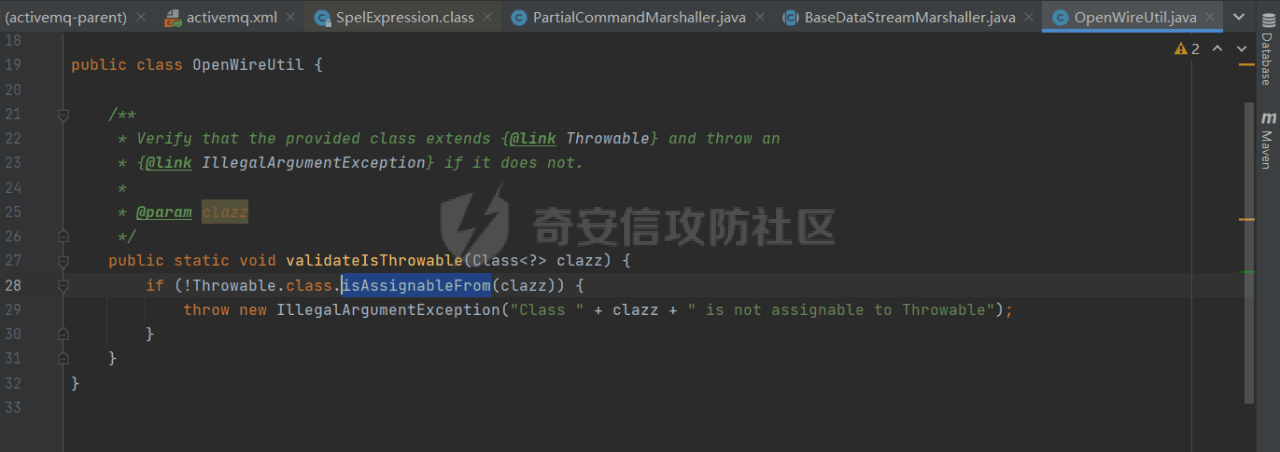 (activemq-parent) × activemq.xml × SpelExpression.class × PartialCommandMarshaller.java × BaseDataStreamMarshaller.java × OpenWireUtil.java ×
18
2
19 public class OpenWireUtil {
20
21 /**
22 * Verify that the provided class extends {@link Throwable} and throw an
23 * {@link IllegalArgumentException} if it does not.
24 *
25 * @param clazz
26 */
27 public static void validateIsThrowable(Class<?> clazz) {
28 if (!Throwable.class.isAssignableFrom(clazz)) {
29 throw new IllegalArgumentException("Class " + clazz + " is not assignable to Throwable");
30 }
31 }
32 }
33
Database
m Maven
奇安信攻防社区